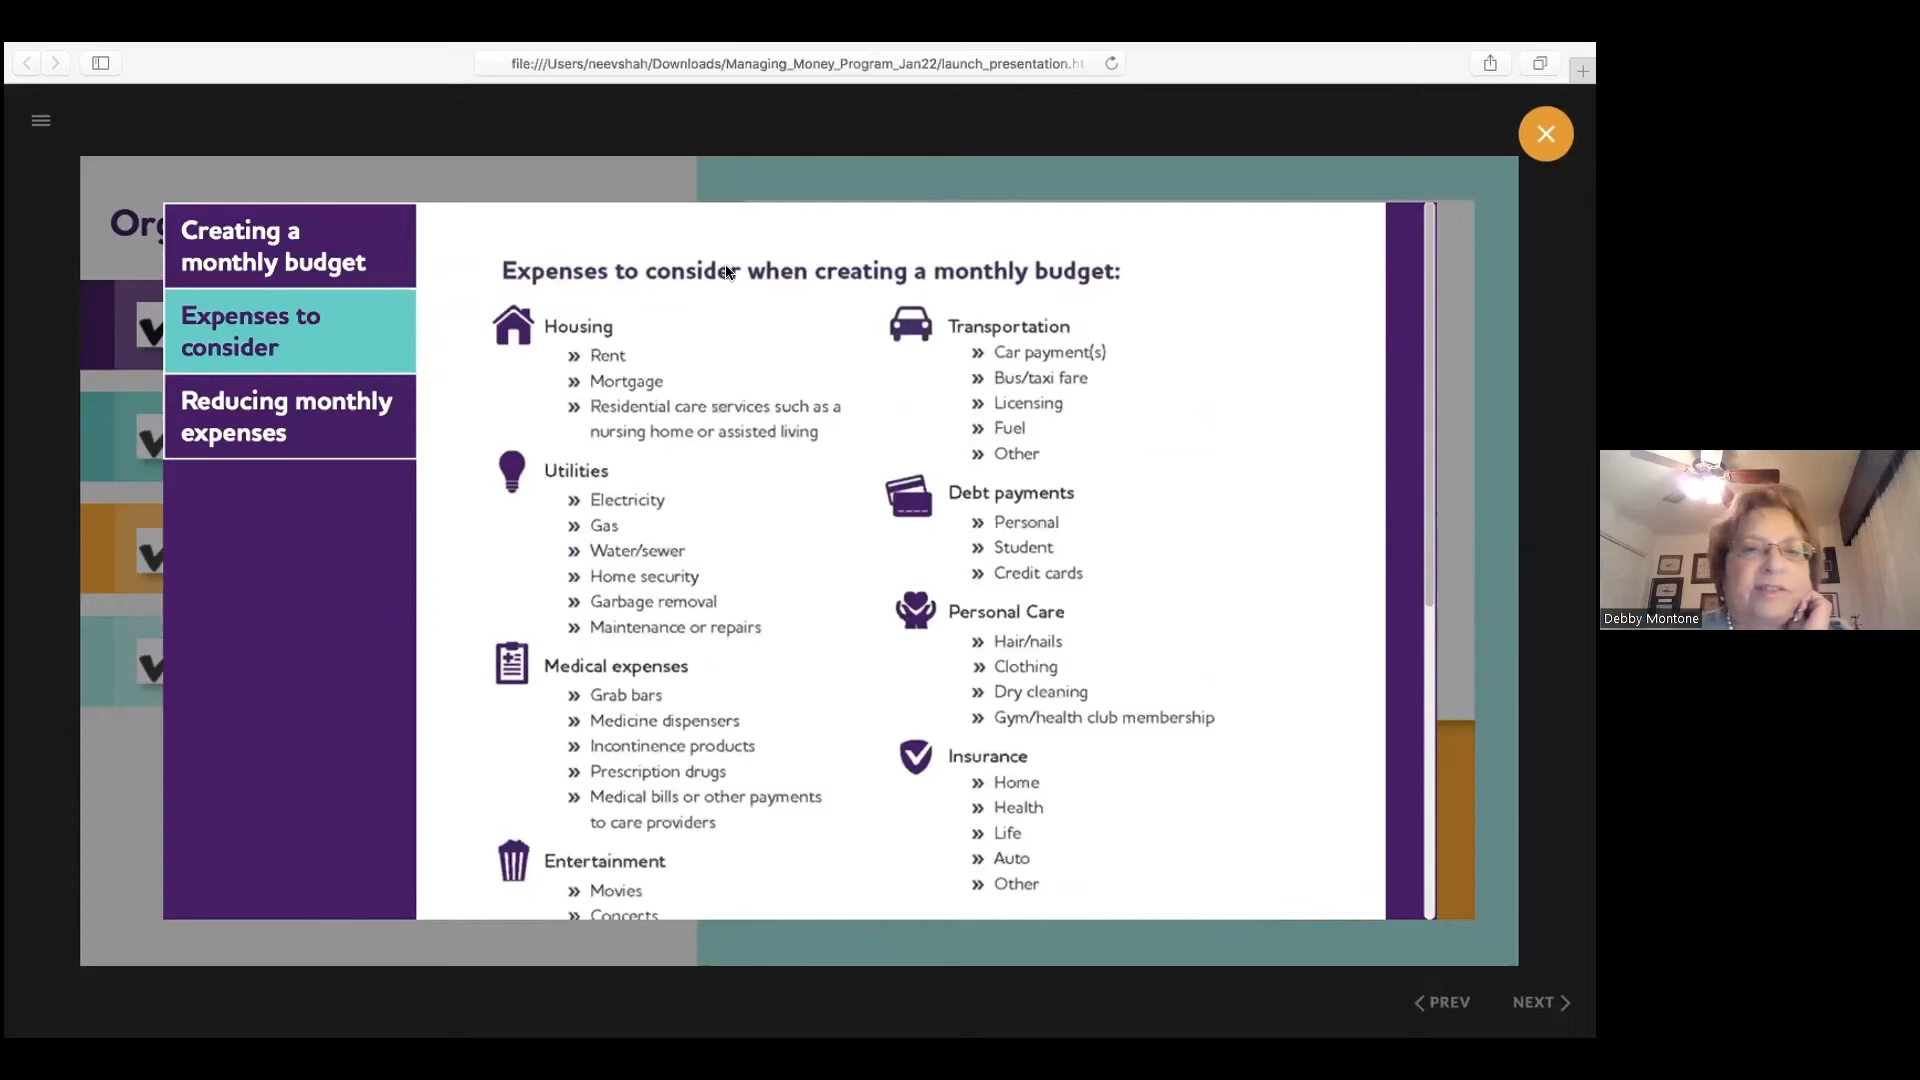 file:///Users/neevshah/Downloads/Managing_Money_Program_Jan22/launch_presentation.ht
Org
Creating a
monthly budget
Expenses to
consider
Reducing monthly
expenses
Expenses to consider when creating a monthly budget:
Housing
» Rent
» Mortgage
» Residential care services such as a
nursing home or assisted living
Utilities
» Electricity
» Gas
» Water/sewer
» Home security
» Garbage removal
» Maintenance or repairs
Medical expenses
» Grab bars
» Medicine dispensers
» Incontinence products
» Prescription drugs
» Medical bills or other payments
to care providers
Entertainment
» Movies
» Concerts
Transportation
» Car payment(s)
» Bus/taxi fare
» Licensing
» Fuel
» Other
Debt payments
» Personal
» Student
» Credit cards
Personal Care
» Hair/nails
» Clothing
» Dry cleaning
» Gym/health club membership
Insurance
» Home
» Health
» Life
» Auto
» Other
PREV
NEXT
Debby Montone